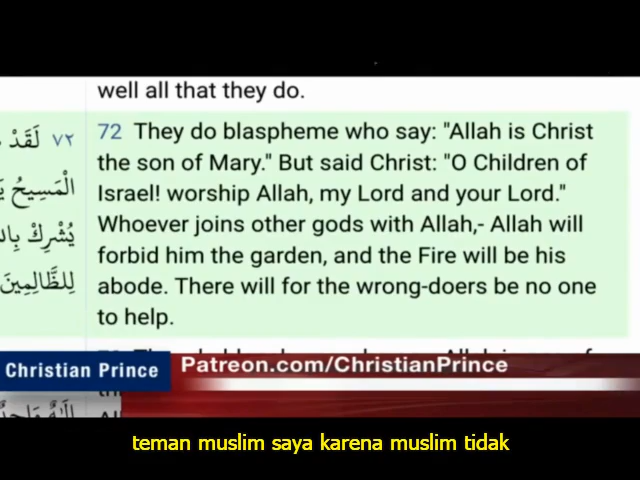 well all that they do.
٧٢ لَقَدْ
72 They do blaspheme who say: "Allah is Christ
the son of Mary." But said Christ: "O Children of
الْمَسِيحُ
Israel! worship Allah, my Lord and your Lord."
Whoever joins other gods with Allah,- Allah will
يُشْرِكْ
forbid him the garden, and the Fire will be his
لِلظَّالِمِينَ
abode. There will for the wrong-doers be no one
to help.
Christian Prince
Patreon.com/ChristianPrince
teman muslim saya karena muslim tidak